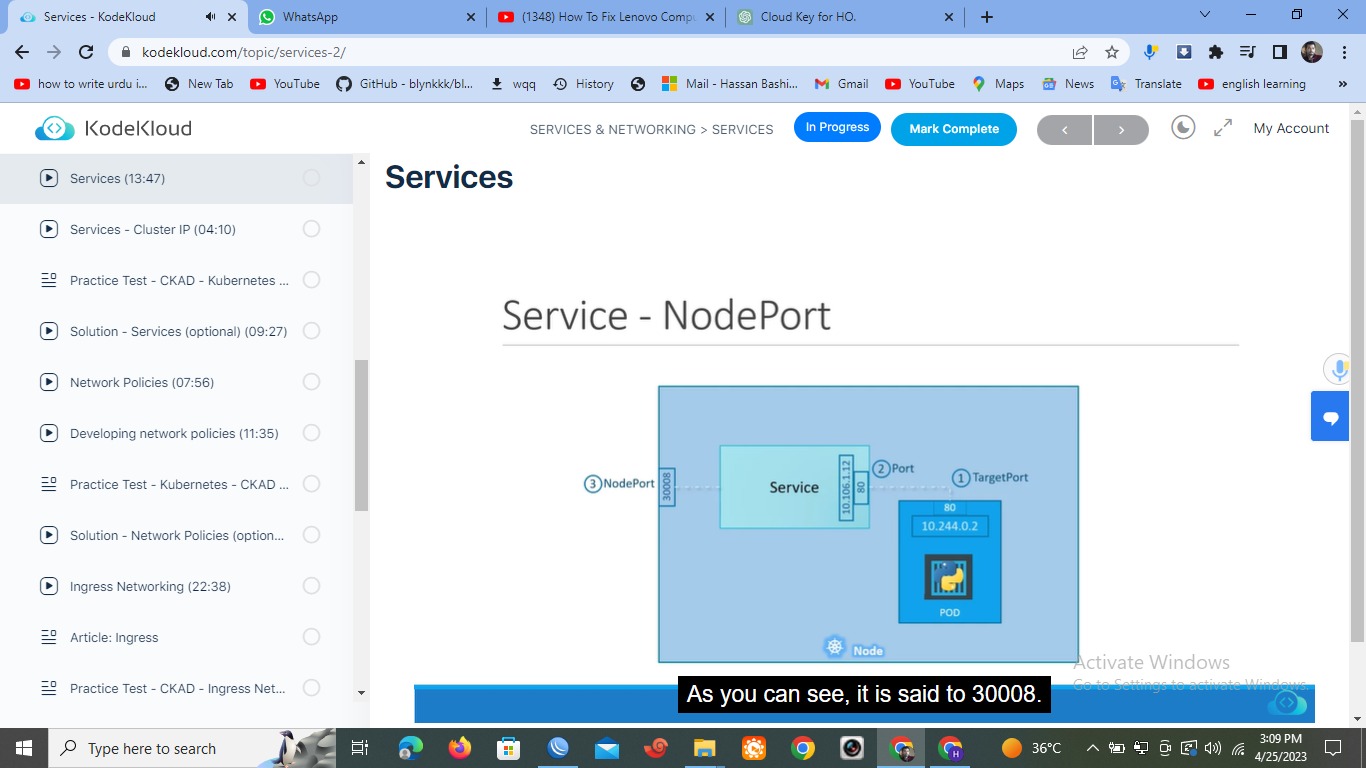 Services - KodeKloud
WhatsApp
(1348) How To Fix Lenovo Compu
Cloud Key for HO.
kodekloud.com/topic/services-2/
how to write urdu i...
New Tab
YouTube
GitHub - blynkkk/bl...
wqq
History
Mail - Hassan Bashi...
Gmail
YouTube
Maps
News
Translate
english learning
»
KodeKloud
SERVICES & NETWORKING > SERVICES
In Progress
Mark Complete
<
>
My Account
Services (13:47)
Services - Cluster IP (04:10)
Practice Test - CKAD - Kubernetes ...
Solution - Services (optional) (09:27)
Network Policies (07:56)
Developing network policies (11:35)
Practice Test - Kubernetes - CKAD ...
Solution - Network Policies (option...
Ingress Networking (22:38)
Article: Ingress
Practice Test - CKAD - Ingress Net...
Services
Service - NodePort
3 NodePort
30008
Service
10.106.1.12
80
2 Port
1 TargetPort
80
10.244.0.2
POD
Node
As you can see, it is said to 30008.
Activate Windows
Go to Settings to activate Windows.
Type here to search
H
36°C
3:09 PM
4/25/2023